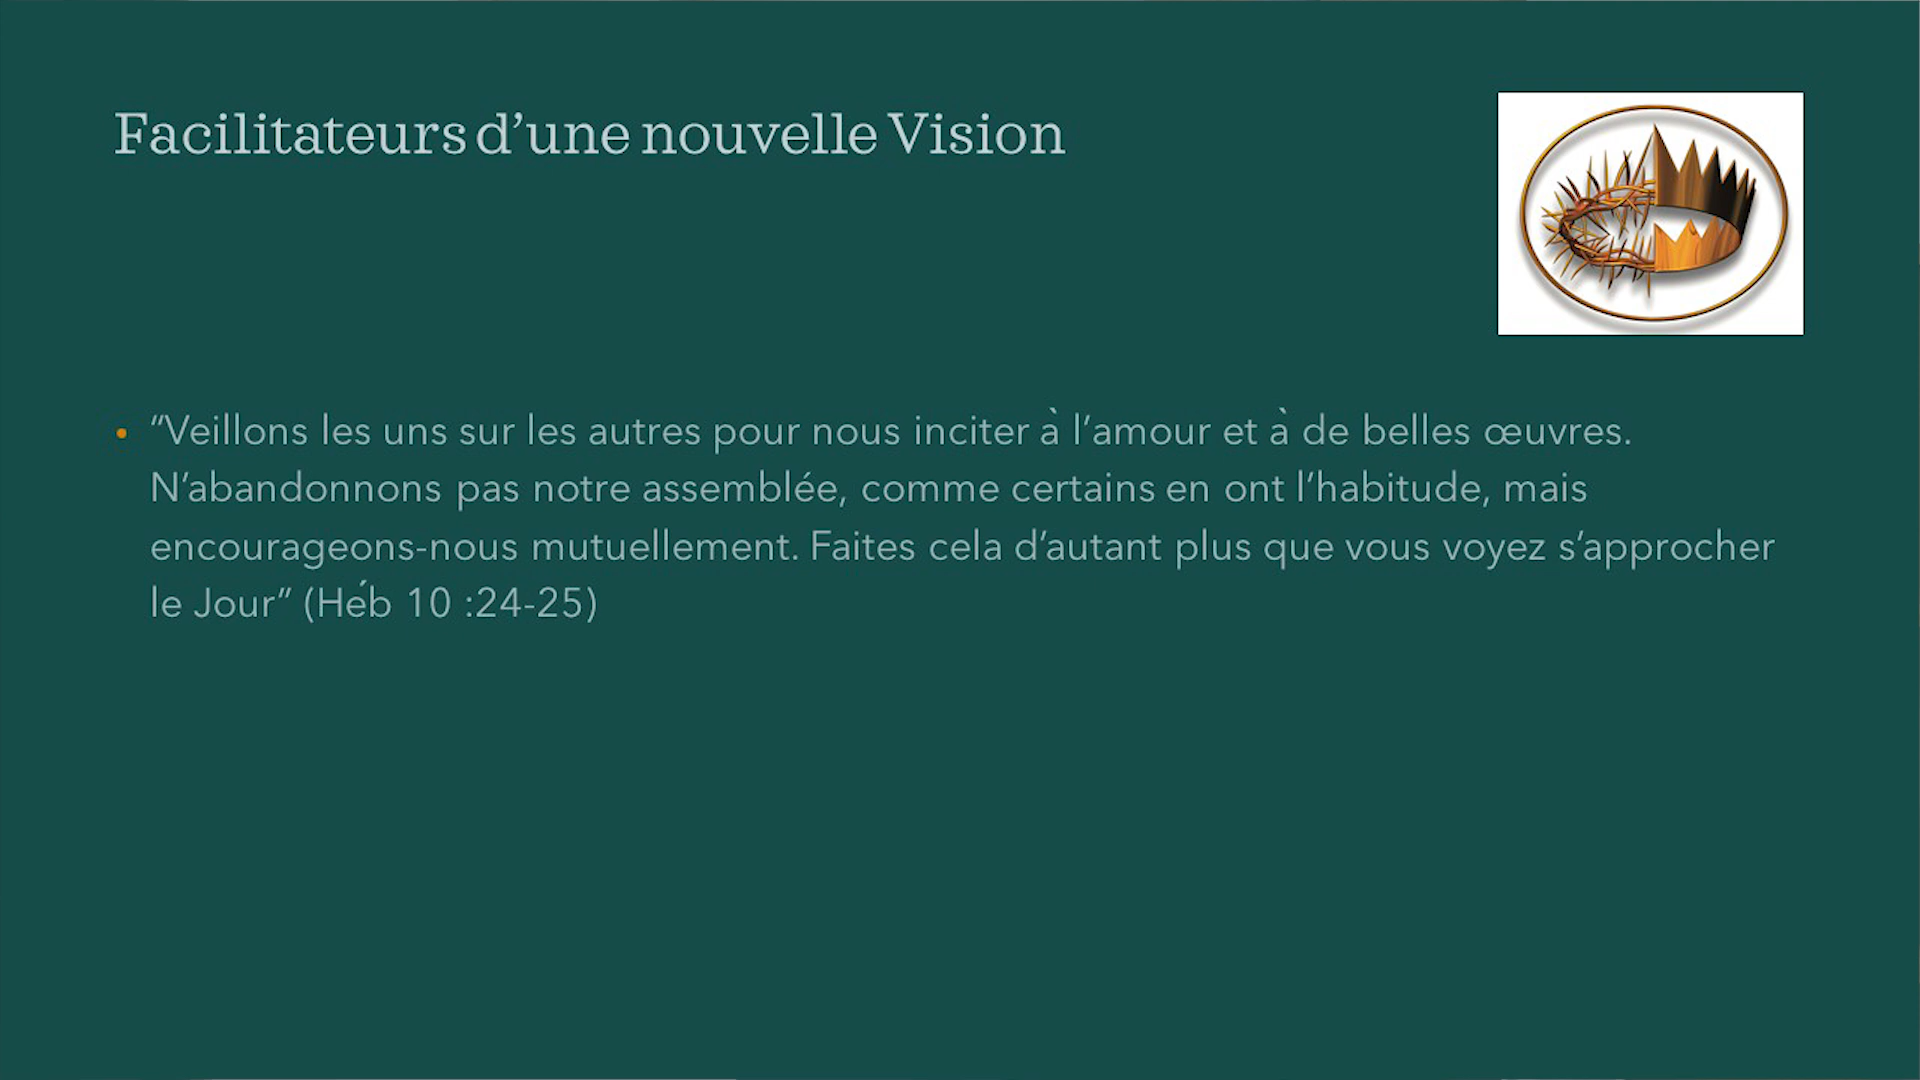 Facilitateurs d’une nouvelle Vision
• “Veillons les uns sur les autres pour nous inciter à l’amour et à de belles œuvres.
N’abandonnons pas notre assemblée, comme certains en ont l’habitude, mais
encourageons-nous mutuellement. Faites cela d’autant plus que vous voyez s’approcher
le Jour” (Héb 10 :24-25)